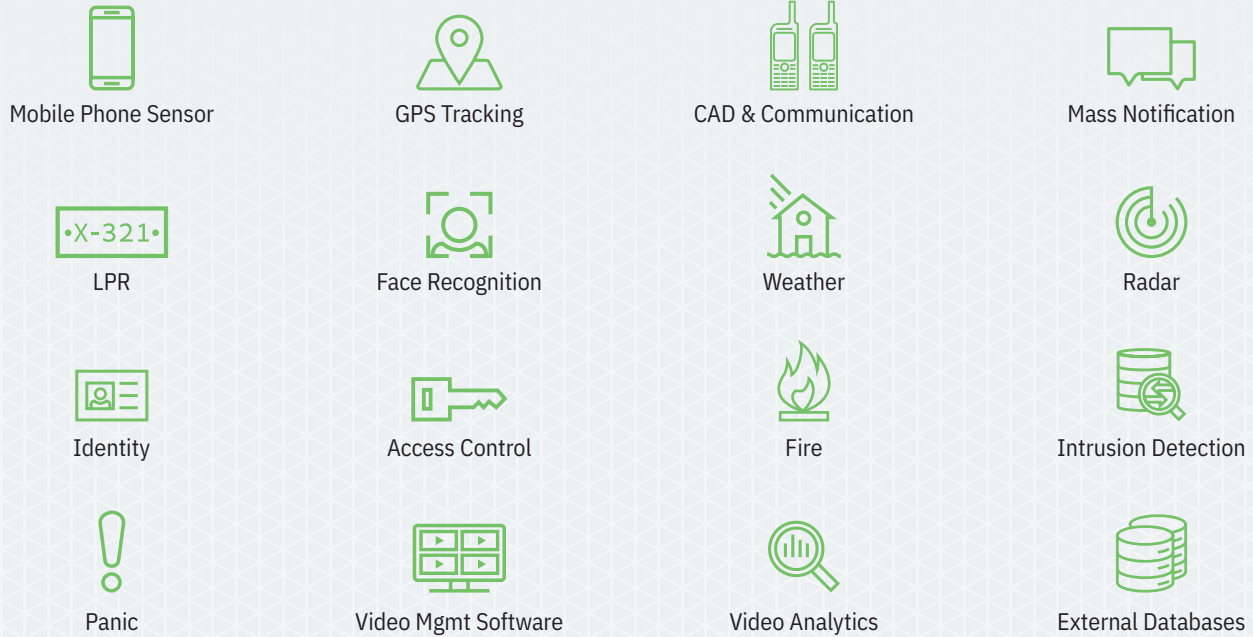 Mobile Phone Sensor
GPS Tracking
CAD & Communication
Mass Notification
•X-321•
LPR
Face Recognition
Weather
Radar
Identity
Access Control
Fire
Intrusion Detection
Panic
Video Mgmt Software
Video Analytics
External Databases